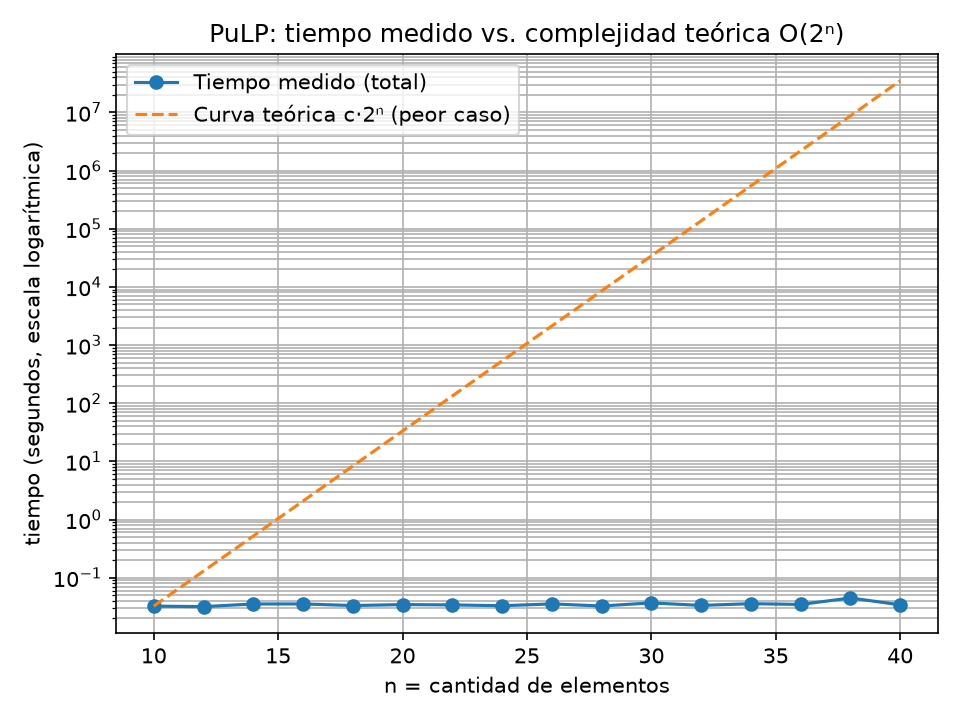 PuLP: tiempo medido vs. complejidad teórica O(2ⁿ)
Tiempo medido (total)
Curva teórica c·2ⁿ (peor caso)
tiempo (segundos, escala logarítmica)
10⁷
10⁶
10⁵
10⁴
10³
10²
10¹
10⁰
10⁻¹
10 15 20 25 30 35 40
n = cantidad de elementos